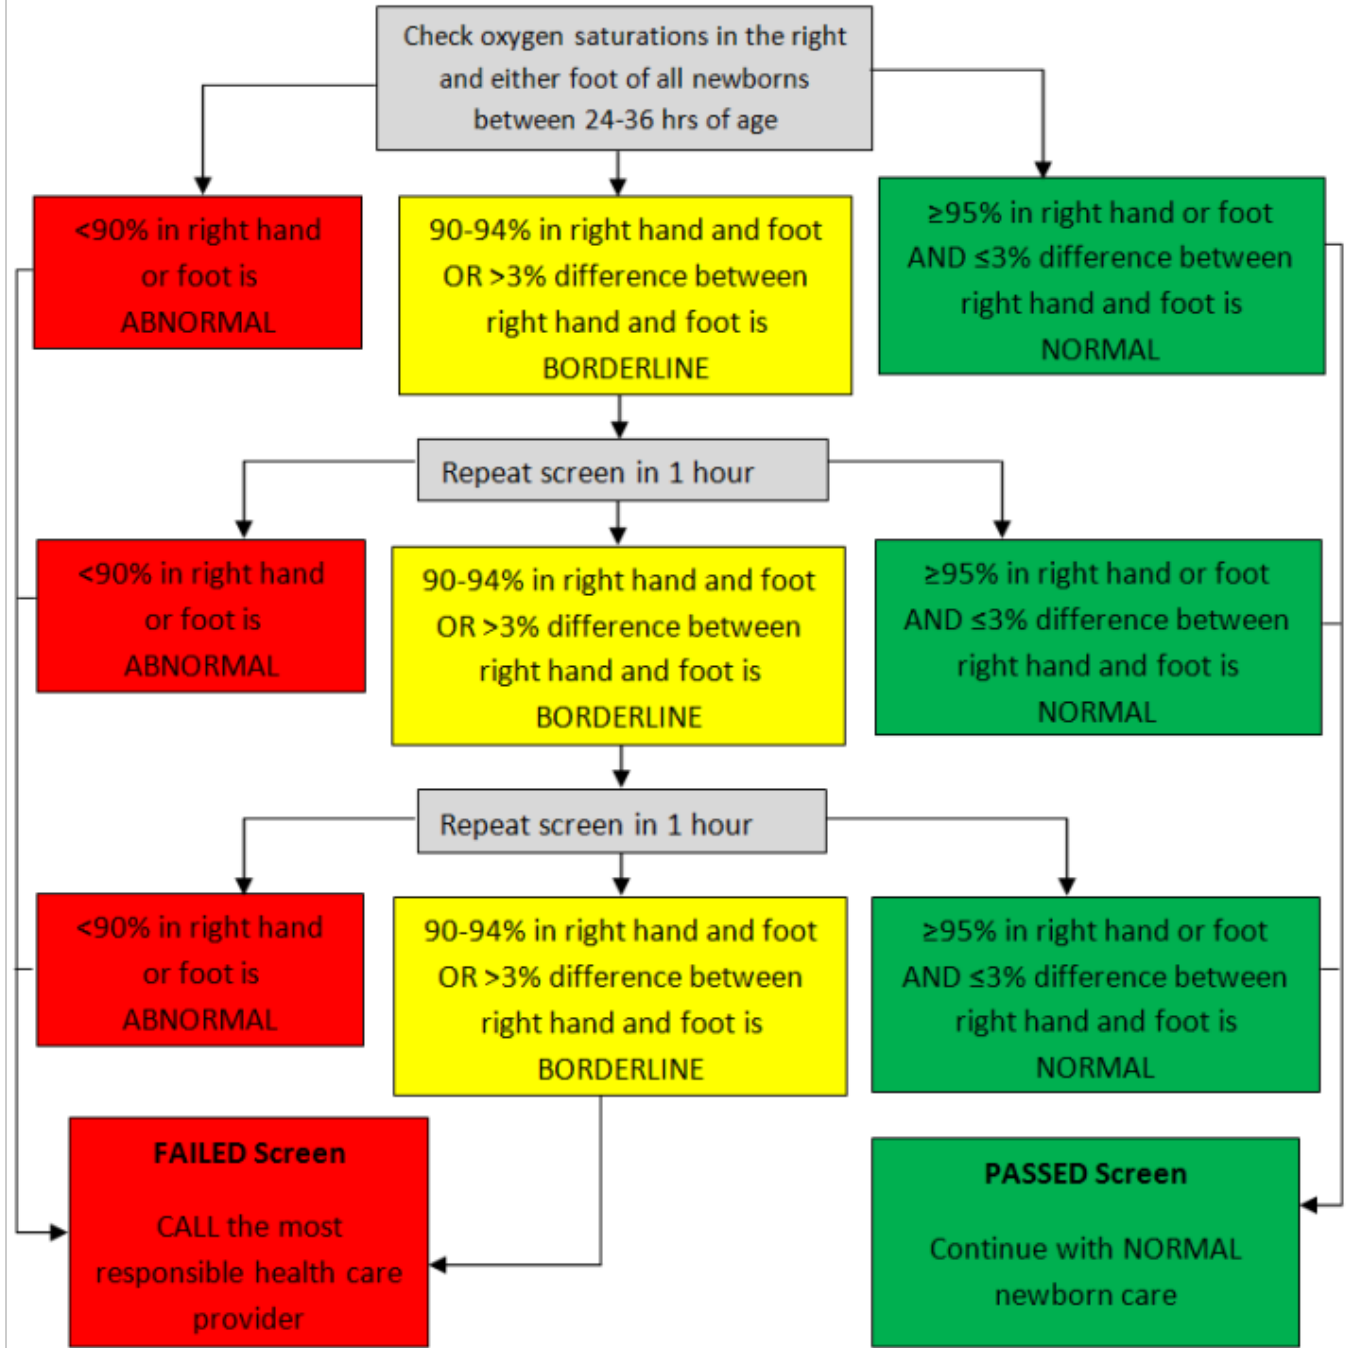 Check oxygen saturations in the right
and either foot of all newborns
between 24-36 hrs of age
<90% in right hand
or foot is
ABNORMAL
90-94% in right hand and foot
OR >3% difference between
right hand and foot is
BORDERLINE
≥95% in right hand or foot
AND ≤3% difference between
right hand and foot is
NORMAL
Repeat screen in 1 hour
<90% in right hand
or foot is
ABNORMAL
90-94% in right hand and foot
OR >3% difference between
right hand and foot is
BORDERLINE
≥95% in right hand or foot
AND ≤3% difference between
right hand and foot is
NORMAL
Repeat screen in 1 hour
<90% in right hand
or foot is
ABNORMAL
90-94% in right hand and foot
OR >3% difference between
right hand and foot is
BORDERLINE
≥95% in right hand or foot
AND ≤3% difference between
right hand and foot is
NORMAL
FAILED Screen
CALL the most
responsible health care
provider
PASSED Screen
Continue with NORMAL
newborn care